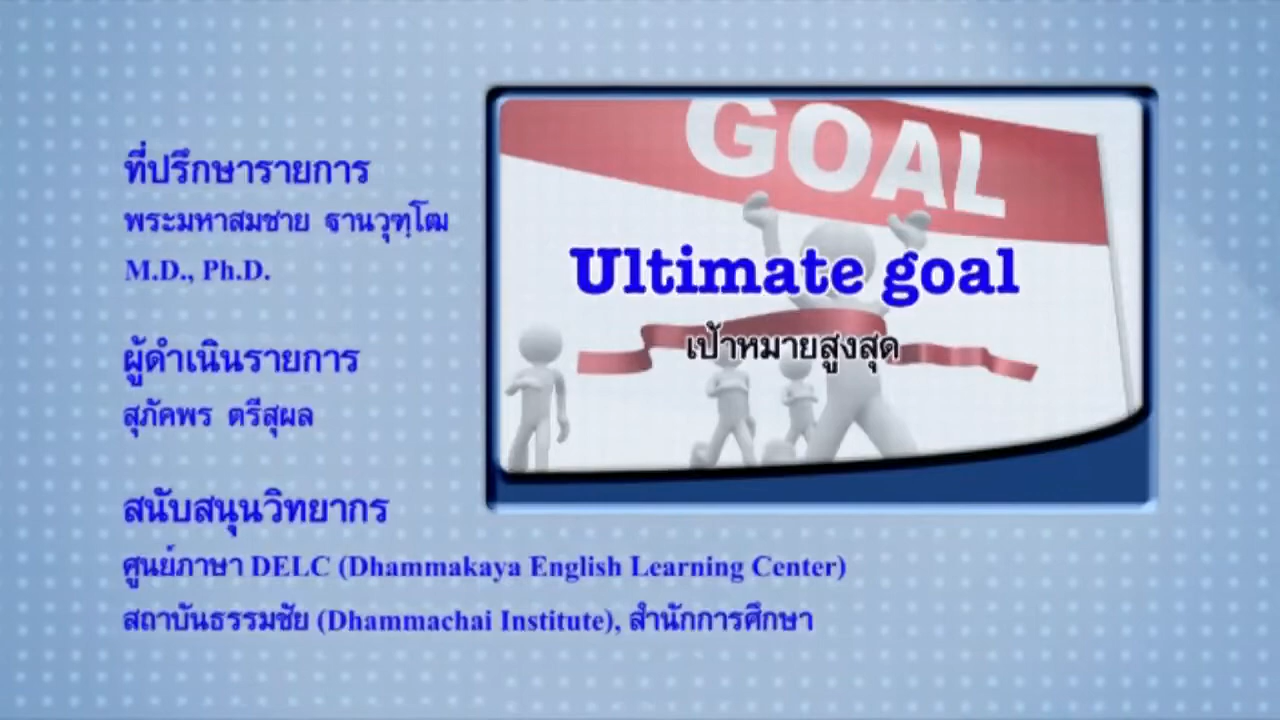 ที่ปรึกษารายการ
พระมหาสมชาย ฐานวุฑฺโฒ
M.D., Ph.D.
ผู้ดำเนินรายการ
สุภัคพร ตรีสุผล
สนับสนุนวิทยากร
ศูนย์ภาษา DELC (Dhammakaya English Learning Center)
สถาบันธรรมชัย (Dhammachai Institute), สำนักการศึกษา
GOAL
Ultimate goal
เป้าหมายสูงสุด